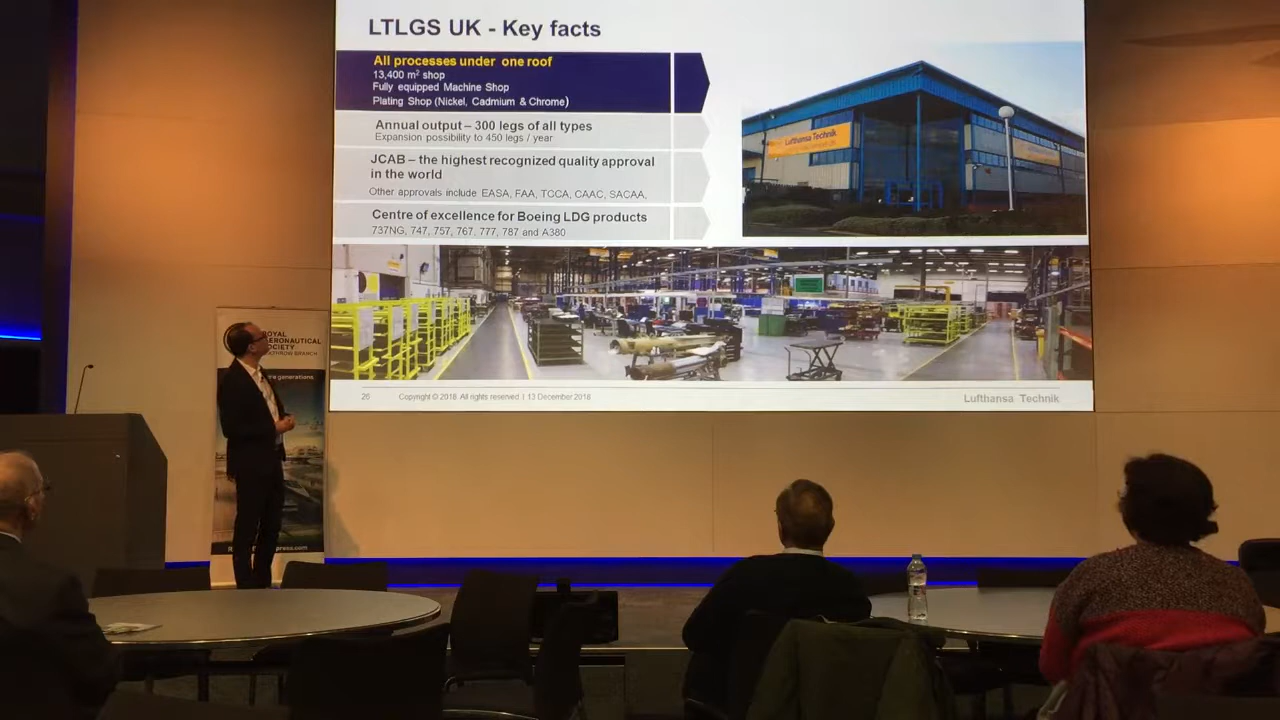 LTLGS UK - Key facts
All processes under one roof
13,400 m² shop
Fully equipped Machine Shop
Plating Shop (Nickel, Cadmium & Chrome)
Annual output – 300 legs of all types
Expansion possibility to 450 legs / year
JCAB – the highest recognized quality approval
in the world
Other approvals include EASA, FAA, TCCA, CAAC, SACAA,
Centre of excellence for Boeing LDG products
737NG, 747, 757, 767, 777, 787 and A380
Lufthansa Technik
26 Copyright © 2018. All rights reserved. I 13 December 2018
Lufthansa Technik
ROYAL
AERONAUTICAL
SOCIETY
generations